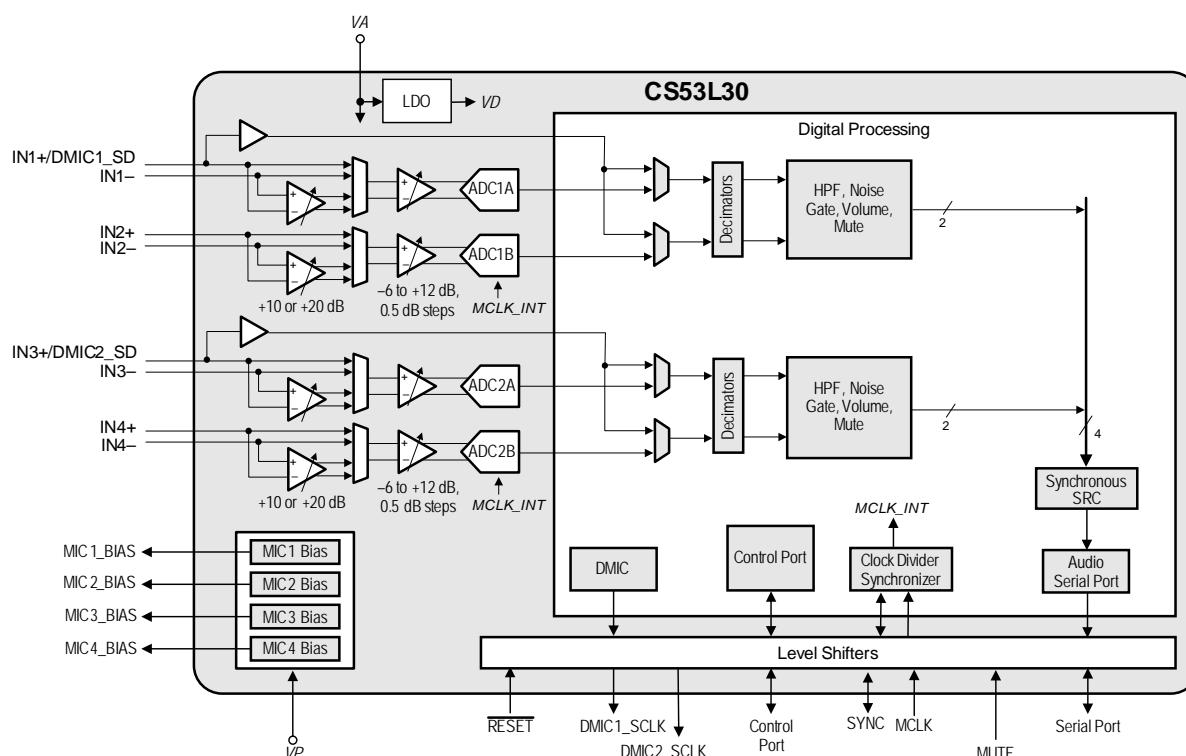 VA
CS53L30
LDO
VD
Digital Processing
IN1+/DMIC1_SD
IN1–
+
–
+
–
ADC1A
Decimators
HPF, Noise
Gate, Volume,
Mute
2
IN2+
IN2–
+
–
+
–
ADC1B
+10 or +20 dB
–6 to +12 dB,
0.5 dB steps
MCLK_INT
IN3+/DMIC2_SD
IN3–
+
–
+
–
ADC2A
Decimators
HPF, Noise
Gate, Volume,
Mute
2
4
IN4+
IN4–
+
–
+
–
ADC2B
+10 or +20 dB
–6 to +12 dB,
0.5 dB steps
MCLK_INT
Synchronous
SRC
MCLK_INT
MIC1_BIAS
MIC1 Bias
MIC2_BIAS
MIC2 Bias
MIC3_BIAS
MIC3 Bias
MIC4_BIAS
MIC4 Bias
DMIC
Control Port
Clock Divider
Synchronizer
Audio
Serial Port
Level Shifters
VP
RESET
DMIC1_SCLK
DMIC2_SCLK
Control
Port
SYNC
MCLK
MUTE
Serial Port